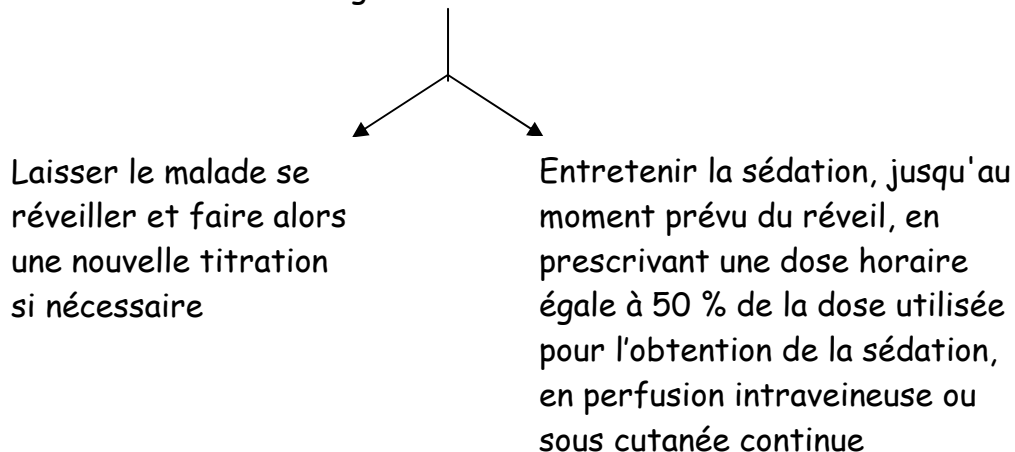 Laisser le malade se
réveiller et faire alors
une nouvelle titration
si nécessaire
Entretenir la sédation, jusqu'au
moment prévu du réveil, en
prescrivant une dose horaire
égale à 50 % de la dose utilisée
pour l’obtention de la sédation,
en perfusion intraveineuse ou
sous cutanée continue